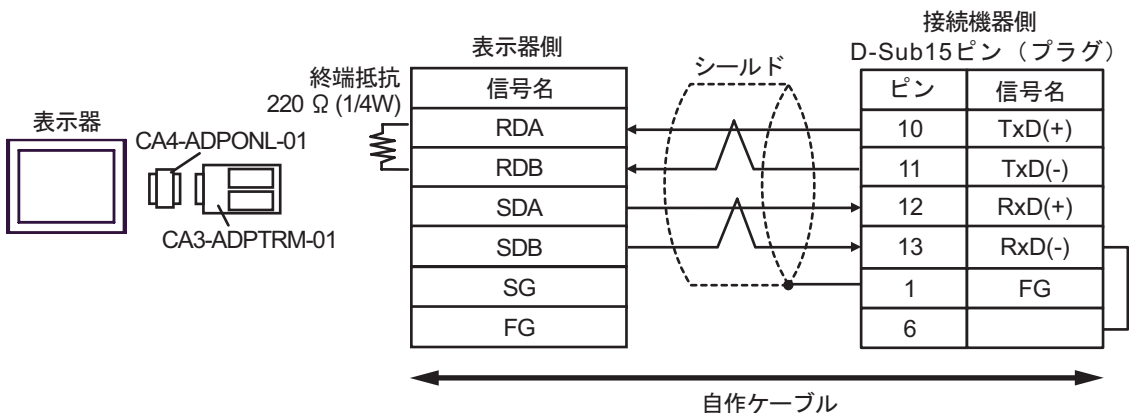 接続機器側
表示器側
D-Sub15ピン（プラグ）
シールド
終端抵抗
220 Ω (1/4W)
信号名
ピン 信号名
表示器
RDA
10 TxD(+)
CA4-ADPONL-01
RDB
11 TxD(-)
SDA
12 RxD(+)
CA3-ADPTRM-01
SDB
13 RxD(-)
SG
1 FG
FG
6
自作ケーブル